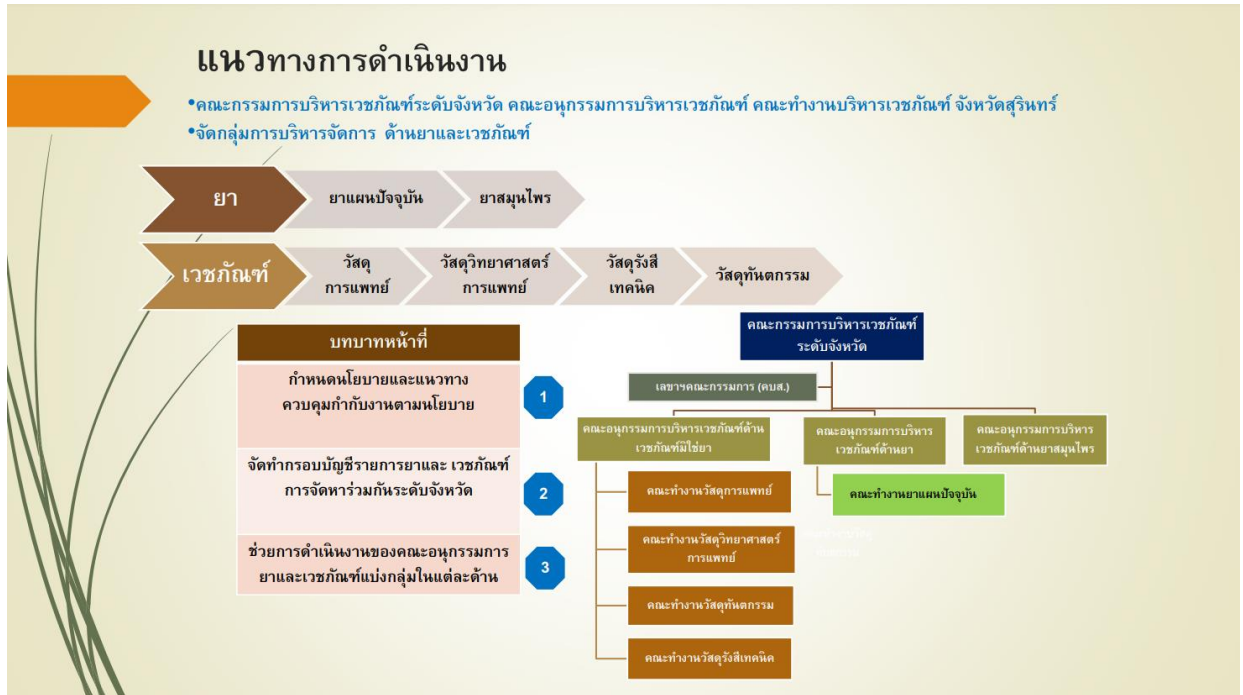 แนวทางการดำเนินงาน
•คณะกรรมการบริหารเวชภัณฑ์ระดับจังหวัด คณะอนุกรรมการบริหารเวชภัณฑ์ คณะทำงานบริหารเวชภัณฑ์ จังหวัดสุรินทร์
•จัดกลุ่มการบริหารจัดการ ด้านยาและเวชภัณฑ์
ยา
ยาแผนปัจจุบัน
ยาสมุนไพร
เวชภัณฑ์
วัสดุ
การแพทย์
วัสดุวิทยาศาสตร์
การแพทย์
วัสดุรังสี
เทคนิค
วัสดุทันตกรรม
บทบาทหน้าที่
กำหนดนโยบายและแนวทาง
ควบคุมกำกับงานตามนโยบาย
1
จัดทำกรอบบัญชีรายการยาและ เวชภัณฑ์
การจัดหาร่วมกันระดับจังหวัด
2
ช่วยการดำเนินงานของคณะอนุกรรมการ
ยาและเวชภัณฑ์แบ่งกลุ่มในแต่ละด้าน
3
คณะกรรมการบริหารเวชภัณฑ์
ระดับจังหวัด
เลขาฯคณะกรรมการ (คบส.)
คณะอนุกรรมการบริหารเวชภัณฑ์ด้าน
เวชภัณฑ์มิใช่ยา
คณะทำงานวัสดุการแพทย์
คณะทำงานวัสดุวิทยาศาสตร์
การแพทย์
คณะทำงานวัสดุทันตกรรม
คณะทำงานวัสดุรังสีเทคนิค
คณะอนุกรรมการบริหาร
เวชภัณฑ์ด้านยา
คณะทำงานยาแผนปัจจุบัน
คณะอนุกรรมการบริหาร
เวชภัณฑ์ด้านยาสมุนไพร